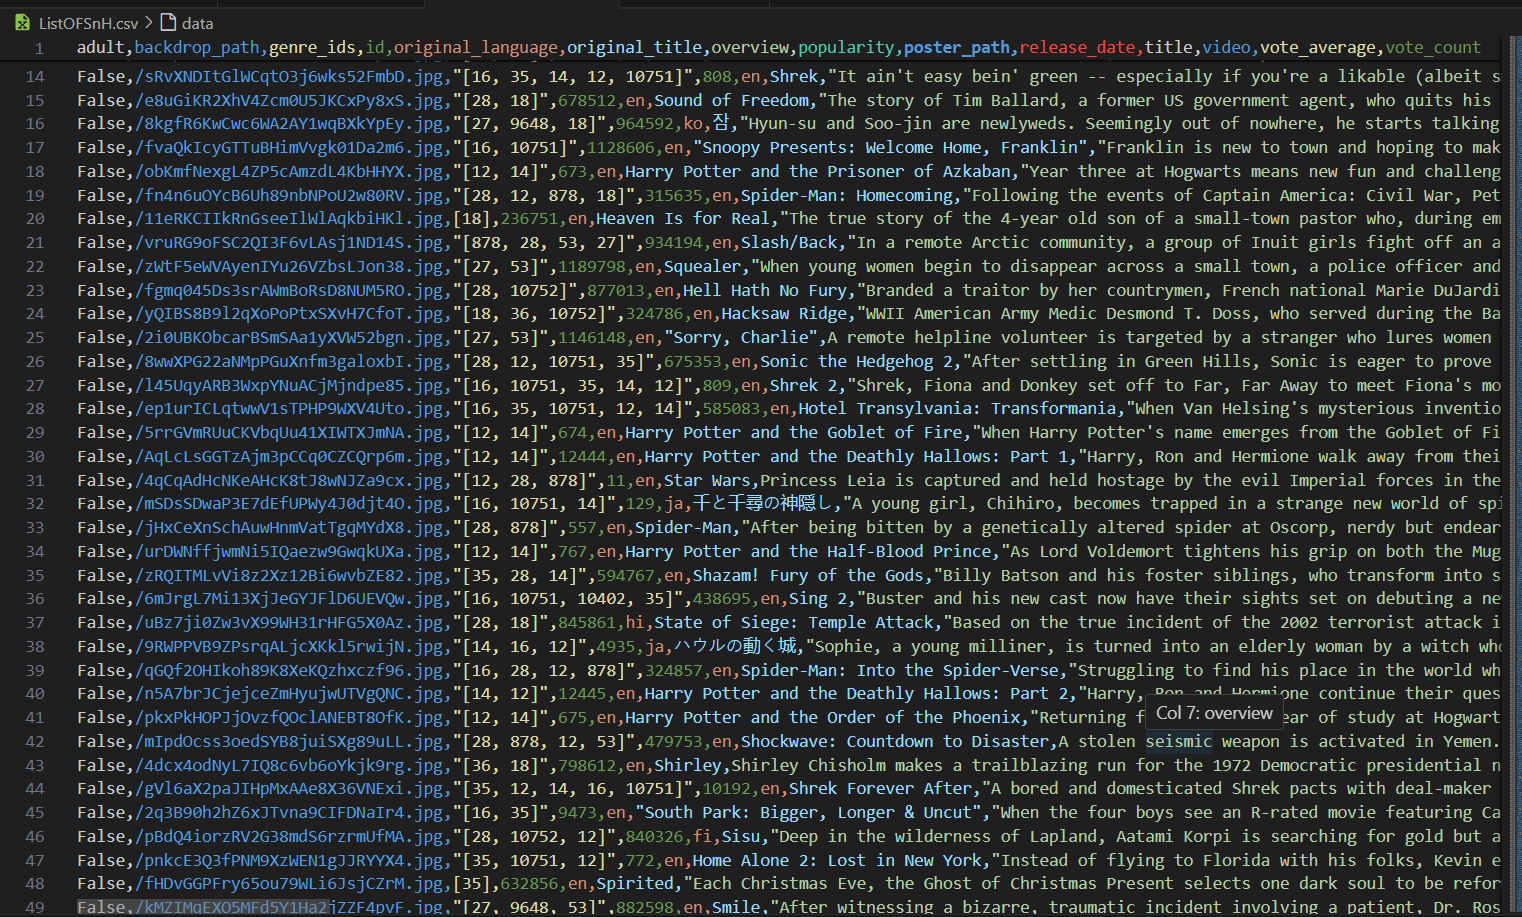 ListOFSnH.csv > data
1 adult,backdrop_path,genre_ids,id,original_language,original_title,overview,popularity,poster_path,release_date,title,video,vote_average,vote_count
14 False,/sRvXNDItGlWCqtO3j6wks52FmbD.jpg,"[16, 35, 14, 12, 10751]",808,en,Shrek,"It ain't easy bein' green -- especially if you're a likable (albeit s
15 False,/e8uGiKR2XhV4Zcm0U5JKCxPy8xS.jpg,"[28, 18]",678512,en,Sound of Freedom,"The story of Tim Ballard, a former US government agent, who quits his
16 False,/8kgfR6KwCwc6WA2AY1wqBXkYpEy.jpg,"[27, 9648, 18]",964592,ko,잠,"Hyun-su and Soo-jin are newlyweds. Seemingly out of nowhere, he starts talking
17 False,/fvaQkIcyGTTuBHimVvgk01Da2m6.jpg,"[16, 10751]",1128606,en,"Snoopy Presents: Welcome Home, Franklin","Franklin is new to town and hoping to mak
18 False,/obKmfNexgL4ZP5cAmzdL4KbHHYX.jpg,"[12, 14]",673,en,Harry Potter and the Prisoner of Azkaban,"Year three at Hogwarts means new fun and challeng
19 False,/fn4n6uOYcB6Uh89nbNPoU2w80RV.jpg,"[28, 12, 878, 18]",315635,en,Spider-Man: Homecoming,"Following the events of Captain America: Civil War, Pet
20 False,/11eRKCIIkRnGseeIlWlAqkbiHKl.jpg,[18],236751,en,Heaven Is for Real,"The true story of the 4-year old son of a small-town pastor who, during em
21 False,/vruRG9oFSC2QI3F6vLAsj1ND14S.jpg,"[878, 28, 53, 27]",934194,en,Slash/Back,"In a remote Arctic community, a group of Inuit girls fight off an a
22 False,/zWtF5eWVAyenIYu26VZbsLJon38.jpg,"[27, 53]",1189798,en,Squealer,"When young women begin to disappear across a small town, a police officer and
23 False,/fgmq045Ds3srAWmBoRsD8NUM5RO.jpg,"[28, 10752]",877013,en,Hell Hath No Fury,"Branded a traitor by her countrymen, French national Marie DuJardi
24 False,/yQIBS8B9l2qXoPoPtxSXvH7CfoT.jpg,"[18, 36, 10752]",324786,en,Hacksaw Ridge,"WWII American Army Medic Desmond T. Doss, who served during the Ba
25 False,/2i0UBKObcarBSmSAa1yXVW52bgn.jpg,"[27, 53]",1146148,en,"Sorry, Charlie",A remote helpline volunteer is targeted by a stranger who lures women
26 False,/8wwXPG22aNMpPGuXnfm3galoxbI.jpg,"[28, 12, 10751, 35]",675353,en,Sonic the Hedgehog 2,"After settling in Green Hills, Sonic is eager to prove
27 False,/l45UqyARB3WxpYNuACjMjndpe85.jpg,"[16, 10751, 35, 14, 12]",809,en,Shrek 2,"Shrek, Fiona and Donkey set off to Far, Far Away to meet Fiona's mo
28 False,/ep1urICLqtwwV1sTPHP9WXV4Uto.jpg,"[16, 35, 10751, 12, 14]",585083,en,Hotel Transylvania: Transformania,"When Van Helsing's mysterious inventio
29 False,/5rrGVmRUuCKVbqUu41XIWTXJmNA.jpg,"[12, 14]",674,en,Harry Potter and the Goblet of Fire,"When Harry Potter's name emerges from the Goblet of Fi
30 False,/AqLcLsGGTzAjm3pCCq0CZCQrp6m.jpg,"[12, 14]",12444,en,Harry Potter and the Deathly Hallows: Part 1,"Harry, Ron and Hermione walk away from thei
31 False,/4qCqAdHcNKeAHcK8tJ8wNJZa9cx.jpg,"[12, 28, 878]",11,en,Star Wars,Princess Leia is captured and held hostage by the evil Imperial forces in the
32 False,/mSDsSDwaP3E7dEfUPWy4J0djt4O.jpg,"[16, 10751, 14]",129,ja,千と千尋の神隠し,"A young girl, Chihiro, becomes trapped in a strange new world of spi
33 False,/jHxCeXnSchAuwHnmVatTgqMYdX8.jpg,"[28, 878]",557,en,Spider-Man,"After being bitten by a genetically altered spider at Oscorp, nerdy but endear
34 False,/urDWNffjwmNi5IQaezw9GwqkUXa.jpg,"[12, 14]",767,en,Harry Potter and the Half-Blood Prince,"As Lord Voldemort tightens his grip on both the Mug
35 False,/zRQITMLvVi8z2Xz12Bi6wvbZE82.jpg,"[35, 28, 14]",594767,en,Shazam! Fury of the Gods,"Billy Batson and his foster siblings, who transform into s
36 False,/6mJrgL7Mi13XjJeGYJFlD6UEVQw.jpg,"[16, 10751, 10402, 35]",438695,en,Sing 2,"Buster and his new cast now have their sights set on debuting a ne
37 False,/uBz7ji0Zw3vX99WH31rHFG5X0Az.jpg,"[28, 18]",845861,hi,State of Siege: Temple Attack,"Based on the true incident of the 2002 terrorist attack i
38 False,/9RWPPVB9ZPsrqALjcXKkl5rwijN.jpg,"[14, 16, 12]",4935,ja,ハウルの動く城,"Sophie, a young milliner, is turned into an elderly woman by a witch who
39 False,/qGQf2OHIkoh89K8XeKQzhxczf96.jpg,"[16, 28, 12, 878]",324857,en,Spider-Man: Into the Spider-Verse,"Struggling to find his place in the world wh
40 False,/n5A7brJCjejceZmHyujwUTVgQNC.jpg,"[14, 12]",12445,en,Harry Potter and the Deathly Hallows: Part 2,"Harry, Ron and Hermione continue their ques
41 False,/pkxPkHOPJjOvzfQOclANEBT8OfK.jpg,"[12, 14]",675,en,Harry Potter and the Order of the Phoenix,"Returning f ear of study at Hogwart
Col 7: overview
42 False,/mIpdOcss3oedSYB8juiSXg89uLL.jpg,"[28, 878, 12, 53]",479753,en,Shockwave: Countdown to Disaster,A stolen seismic weapon is activated in Yemen.
43 False,/4dcx4odNyL7IQ8c6vb6oYkjk9rg.jpg,"[36, 18]",798612,en,Shirley,Shirley Chisholm makes a trailblazing run for the 1972 Democratic presidential n
44 False,/gVl6aX2paJIHpMxAAe8X36VNExi.jpg,"[35, 12, 14, 16, 10751]",10192,en,Shrek Forever After,"A bored and domesticated Shrek pacts with deal-maker
45 False,/2q3B90h2hZ6xJTvna9CIFDNaIr4.jpg,"[16, 35]",9473,en,"South Park: Bigger, Longer & Uncut","When the four boys see an R-rated movie featuring Ca
46 False,/pBdQ4iorzRV2G38mdS6rzrmUfMA.jpg,"[28, 10752, 12]",840326,fi,Sisu,"Deep in the wilderness of Lapland, Aatami Korpi is searching for gold but a
47 False,/pnkcE3Q3fPNM9XzWEN1gJJRYYX4.jpg,"[35, 10751, 12]",772,en,Home Alone 2: Lost in New York,"Instead of flying to Florida with his folks, Kevin e
48 False,/fHDvGGPFry65ou79WLi6JsjCZrM.jpg,[35],632856,en,Spirited,"Each Christmas Eve, the Ghost of Christmas Present selects one dark soul to be refor
49 False,/kMZIMqEXO5MFd5Y1Ha2jZZF4pvF.jpg,"[27, 9648, 53]",882598,en,Smile,"After witnessing a bizarre, traumatic incident involving a patient, Dr. Ros